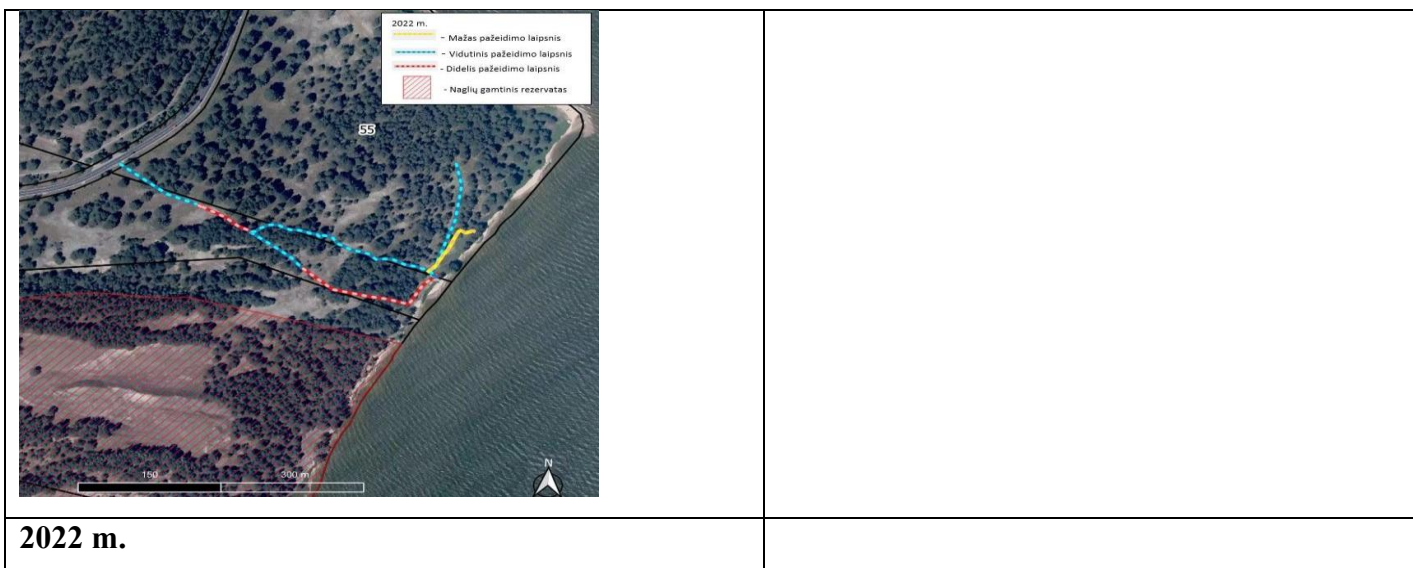 2022 m.
- Mažas pažeidimo laipsnis
- Vidutinis pažeidimo laipsnis
- Didelis pažeidimo laipsnis
- Naglių gamtinis rezervatas
55
150
300 m
N
2022 m.